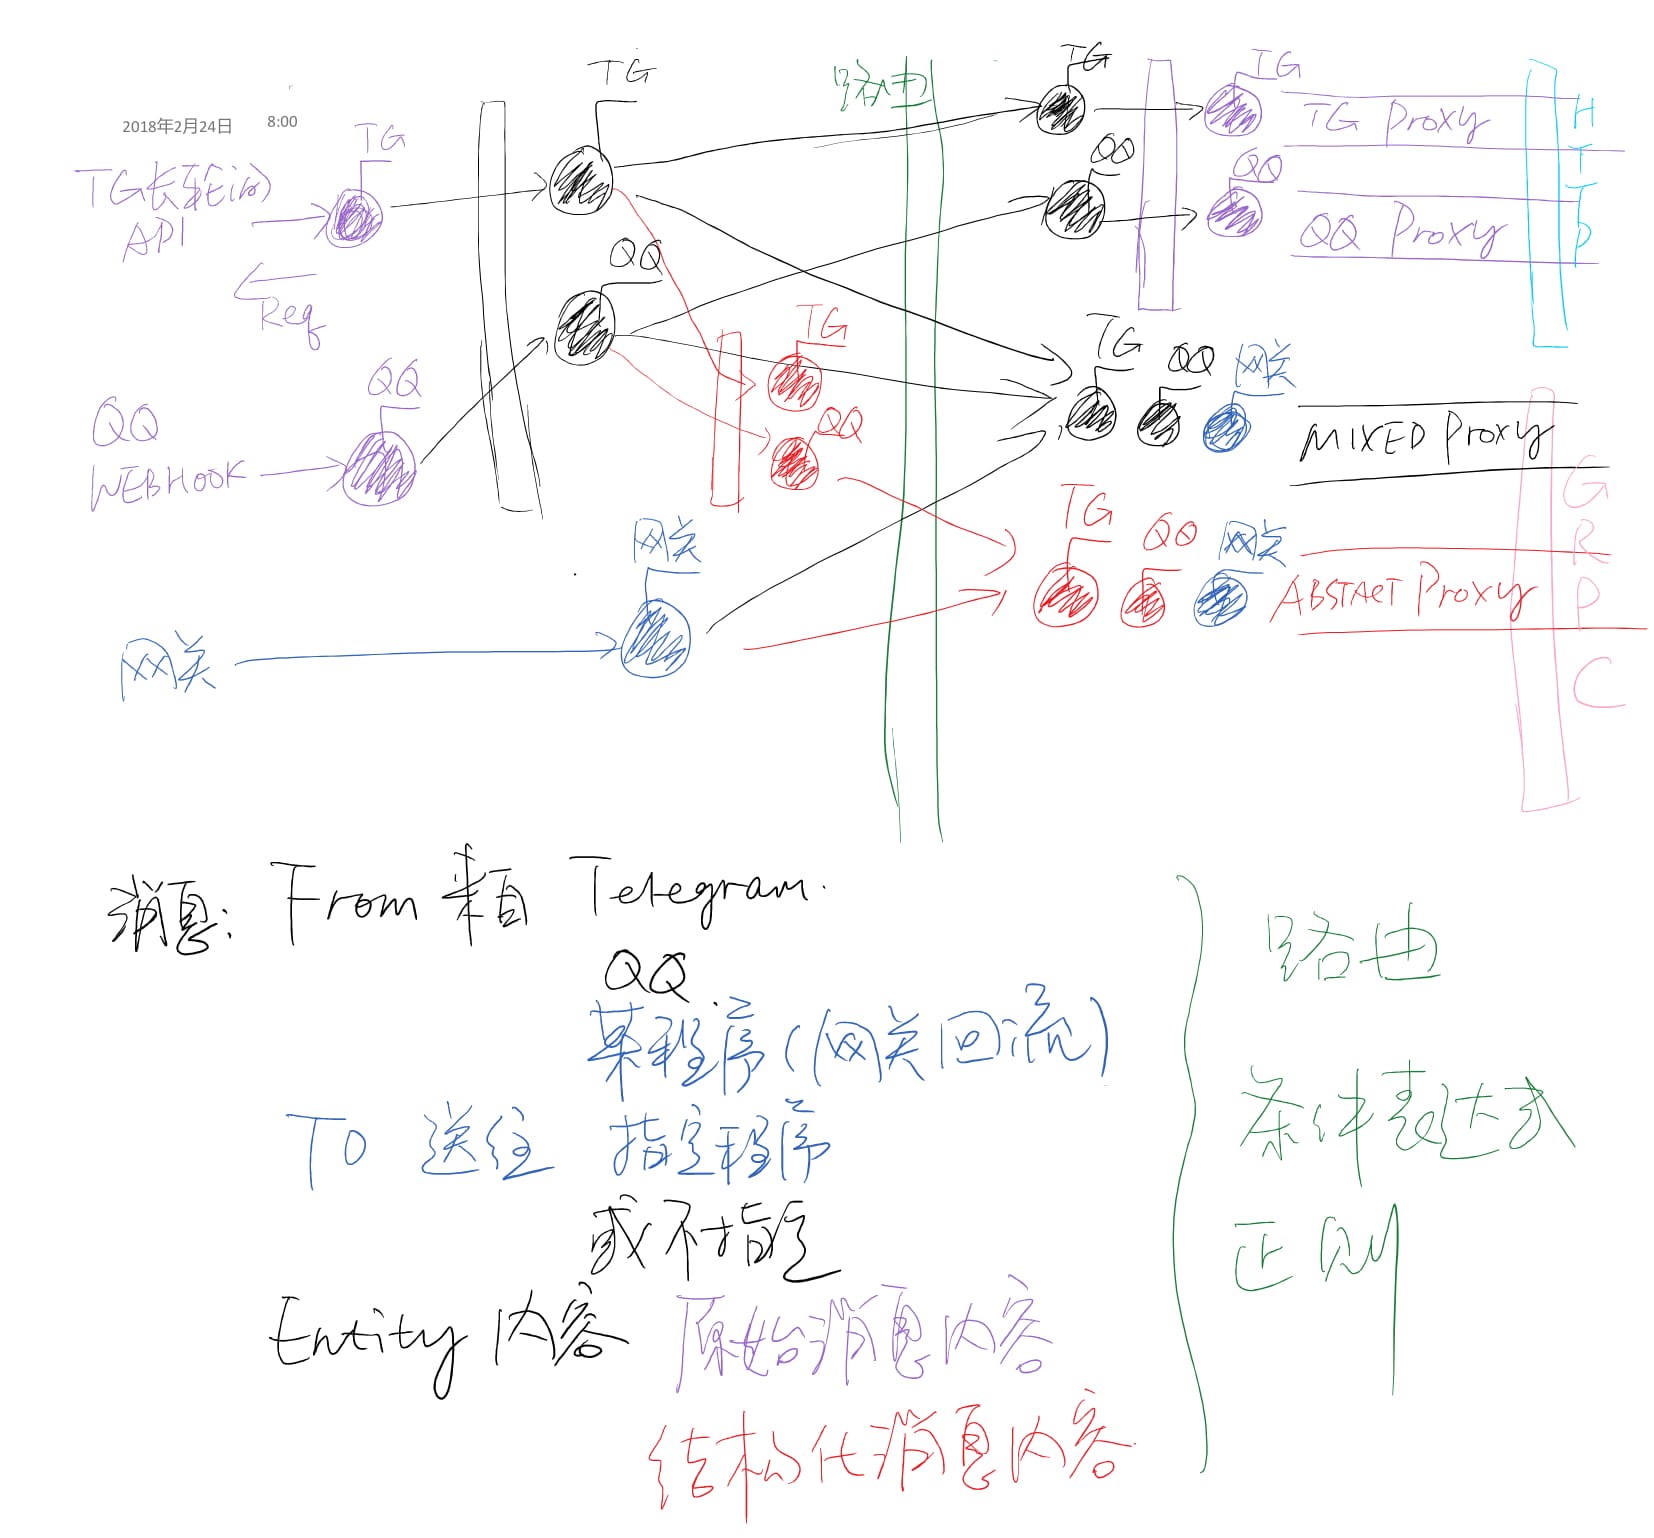 2018年2月24日 8:00
TG长轮询
API
Req
TG
QQ
WEBHOOK
QQ
网关
TG
QQ
网关
TG
QQ
路由
TG
TG
TG Proxy
QQ
QQ
QQ Proxy
HTTP
TG QQ 网关
MIXED Proxy
TG QQ 网关
ABSTAET Proxy
GRPC
消息: From 来自 Telegram.
QQ
某程序(网关回流)
TO 送往 指定程序
或不指定
Entity 内容 原始消息内容
结构化消息内容
路由
条件表达式
正则